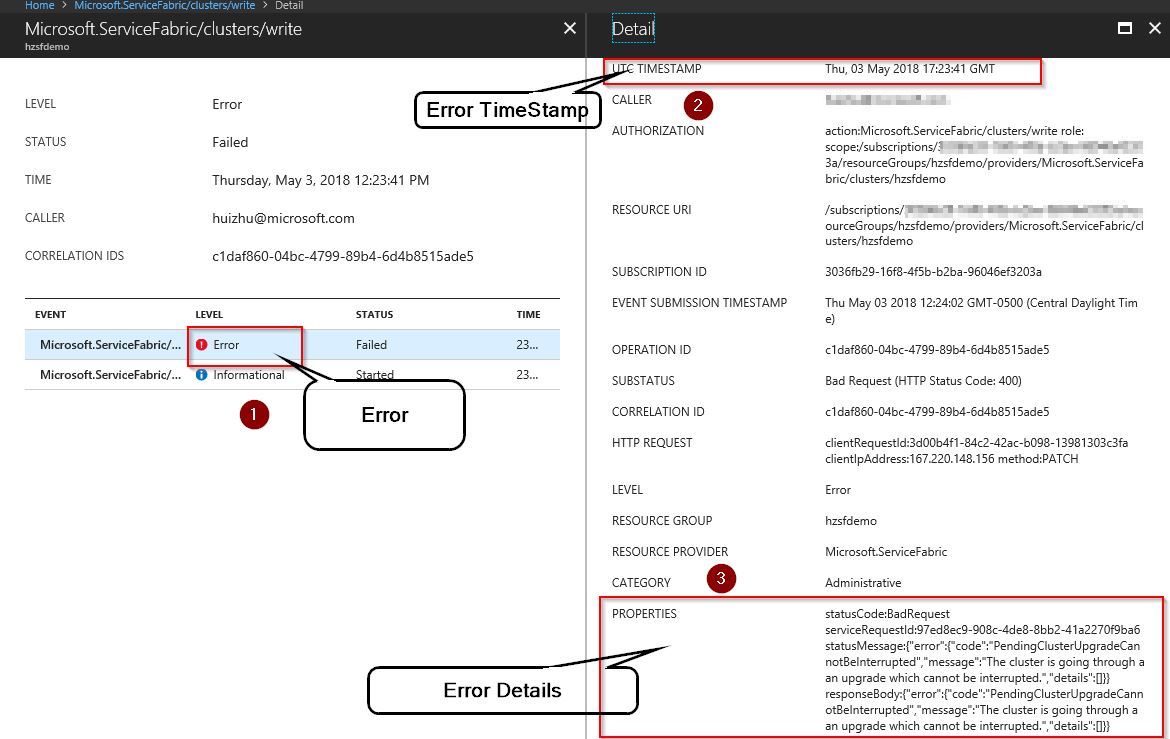 Home > Microsoft.ServiceFabric/clusters/write > Detail
Microsoft.ServiceFabric/clusters/write
hzsfdemo
LEVEL Error
STATUS Failed
TIME Thursday, May 3, 2018 12:23:41 PM
CALLER huizhu@microsoft.com
CORRELATION IDS c1daf860-04bc-4799-89b4-6d4b8515ade5
EVENT LEVEL STATUS TIME
Microsoft.ServiceFabric/... Error Failed 23...
Microsoft.ServiceFabric/... Informational Started 23...
1
Error
Detail
UTC TIMESTAMP Thu, 03 May 2018 17:23:41 GMT
Error TimeStamp
CALLER
2
AUTHORIZATION action:Microsoft.ServiceFabric/clusters/write role:
scope:/subscriptions/3
3a/resourceGroups/hzsfdemo/providers/Microsoft.ServiceFa
bric/clusters/hzsfdemo
RESOURCE URI /subscriptions/
ourceGroups/hzsfdemo/providers/Microsoft.ServiceFabric/cl
usters/hzsfdemo
SUBSCRIPTION ID 3036fb29-16f8-4f5b-b2ba-96046ef3203a
EVENT SUBMISSION TIMESTAMP Thu May 03 2018 12:24:02 GMT-0500 (Central Daylight Tim
e)
OPERATION ID c1daf860-04bc-4799-89b4-6d4b8515ade5
SUBSTATUS Bad Request (HTTP Status Code: 400)
CORRELATION ID c1daf860-04bc-4799-89b4-6d4b8515ade5
HTTP REQUEST clientRequestId:3d00b4f1-84c2-42ac-b098-13981303c3fa
clientIpAddress:167.220.148.156 method:PATCH
LEVEL Error
RESOURCE GROUP hzsfdemo
RESOURCE PROVIDER Microsoft.ServiceFabric
CATEGORY Administrative
3
PROPERTIES statusCode:BadRequest
serviceRequestId:97ed8ec9-908c-4de8-8bb2-41a2270f9ba6
statusMessage:{"error":{"code":"PendingClusterUpgradeCan
notBeInterrupted","message":"The cluster is going through a
an upgrade which cannot be interrupted.","details":[]}}
responseBody:{"error":{"code":"PendingClusterUpgradeCann
otBeInterrupted","message":"The cluster is going through a
an upgrade which cannot be interrupted.","details":[]}}
Error Details